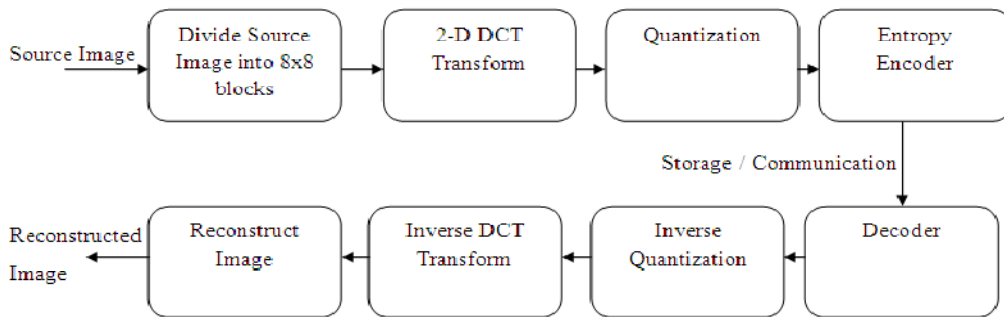 Source Image
Divide Source
Image into 8x8
blocks
2-D DCT
Transform
Quantization
Entropy
Encoder
Storage / Communication
Decoder
Inverse
Quantization
Inverse DCT
Transform
Reconstruct
Image
Reconstructed
Image